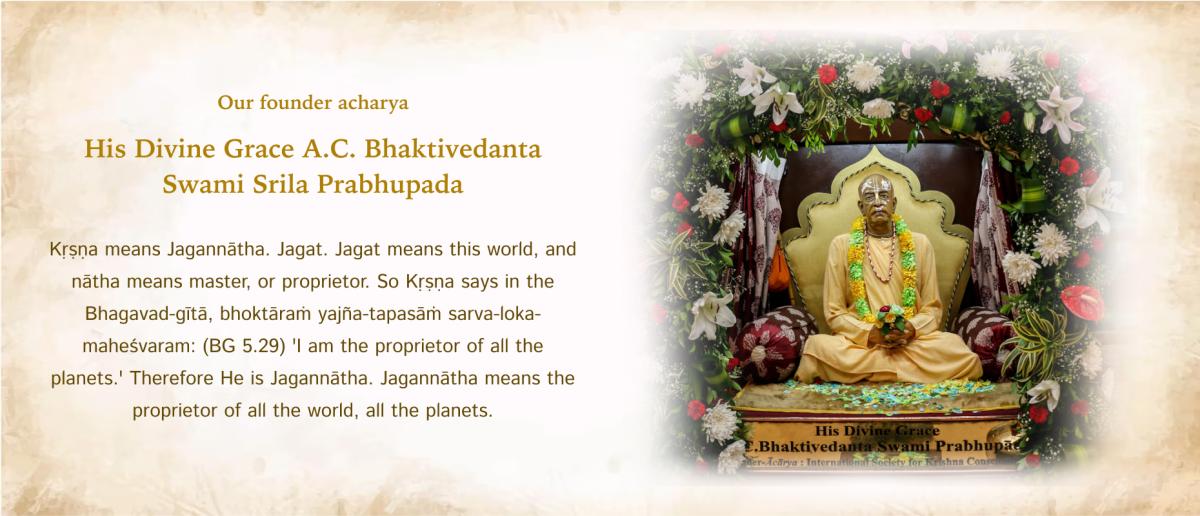 Our founder acharya
His Divine Grace A.C. Bhaktivedanta
Swami Srila Prabhupada
Kṛṣṇa means Jagannātha. Jagat. Jagat means this world, and
nātha means master, or proprietor. So Kṛṣṇa says in the
Bhagavad-gītā, bhoktāraṁ yajña-tapasāṁ sarva-loka-
maheśvaram: (BG 5.29) 'I am the proprietor of all the
planets.' Therefore He is Jagannātha. Jagannātha means the
proprietor of all the world, all the planets.
His Divine Grace
C.Bhaktivedanta Swami Prabhupā
-Ācārya : International Society for Krishna